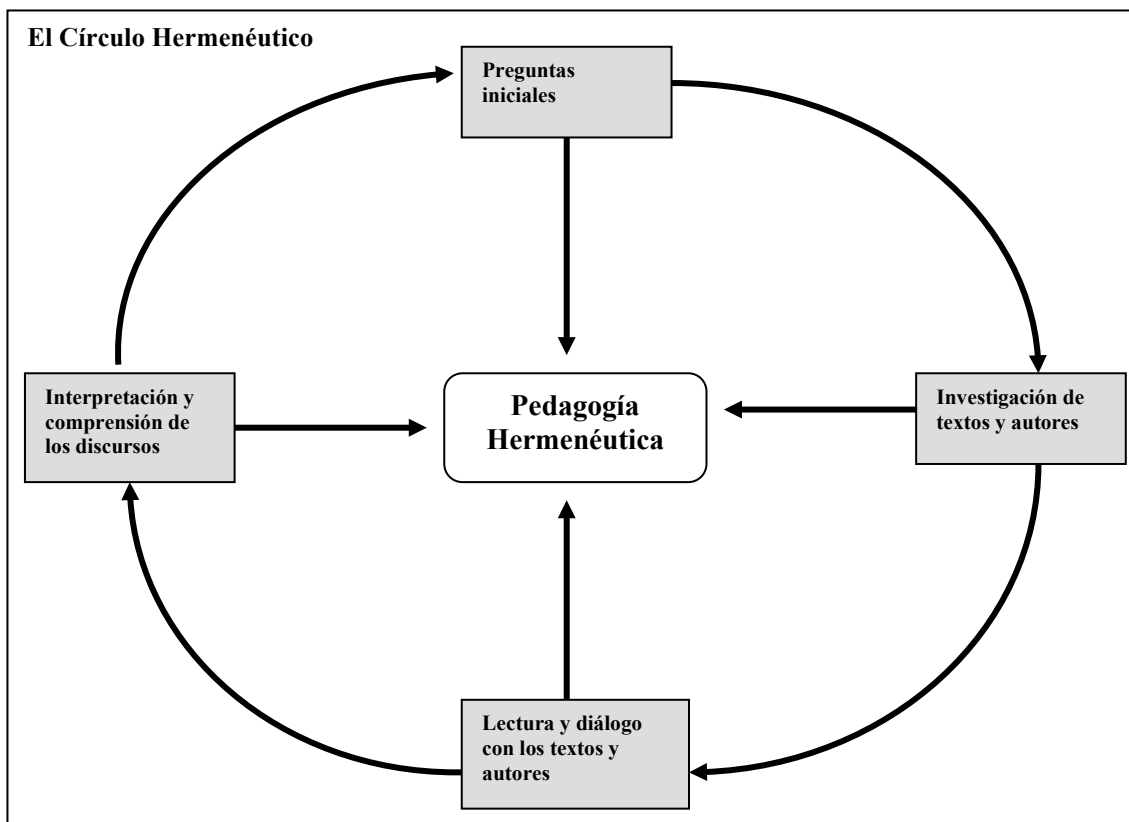 El Círculo Hermenéutico
Preguntas
iniciales
Interpretación y
comprensión de
los discursos
Pedagogía
Hermenéutica
Investigación de
textos y autores
Lectura y diálogo
con los textos y
autores